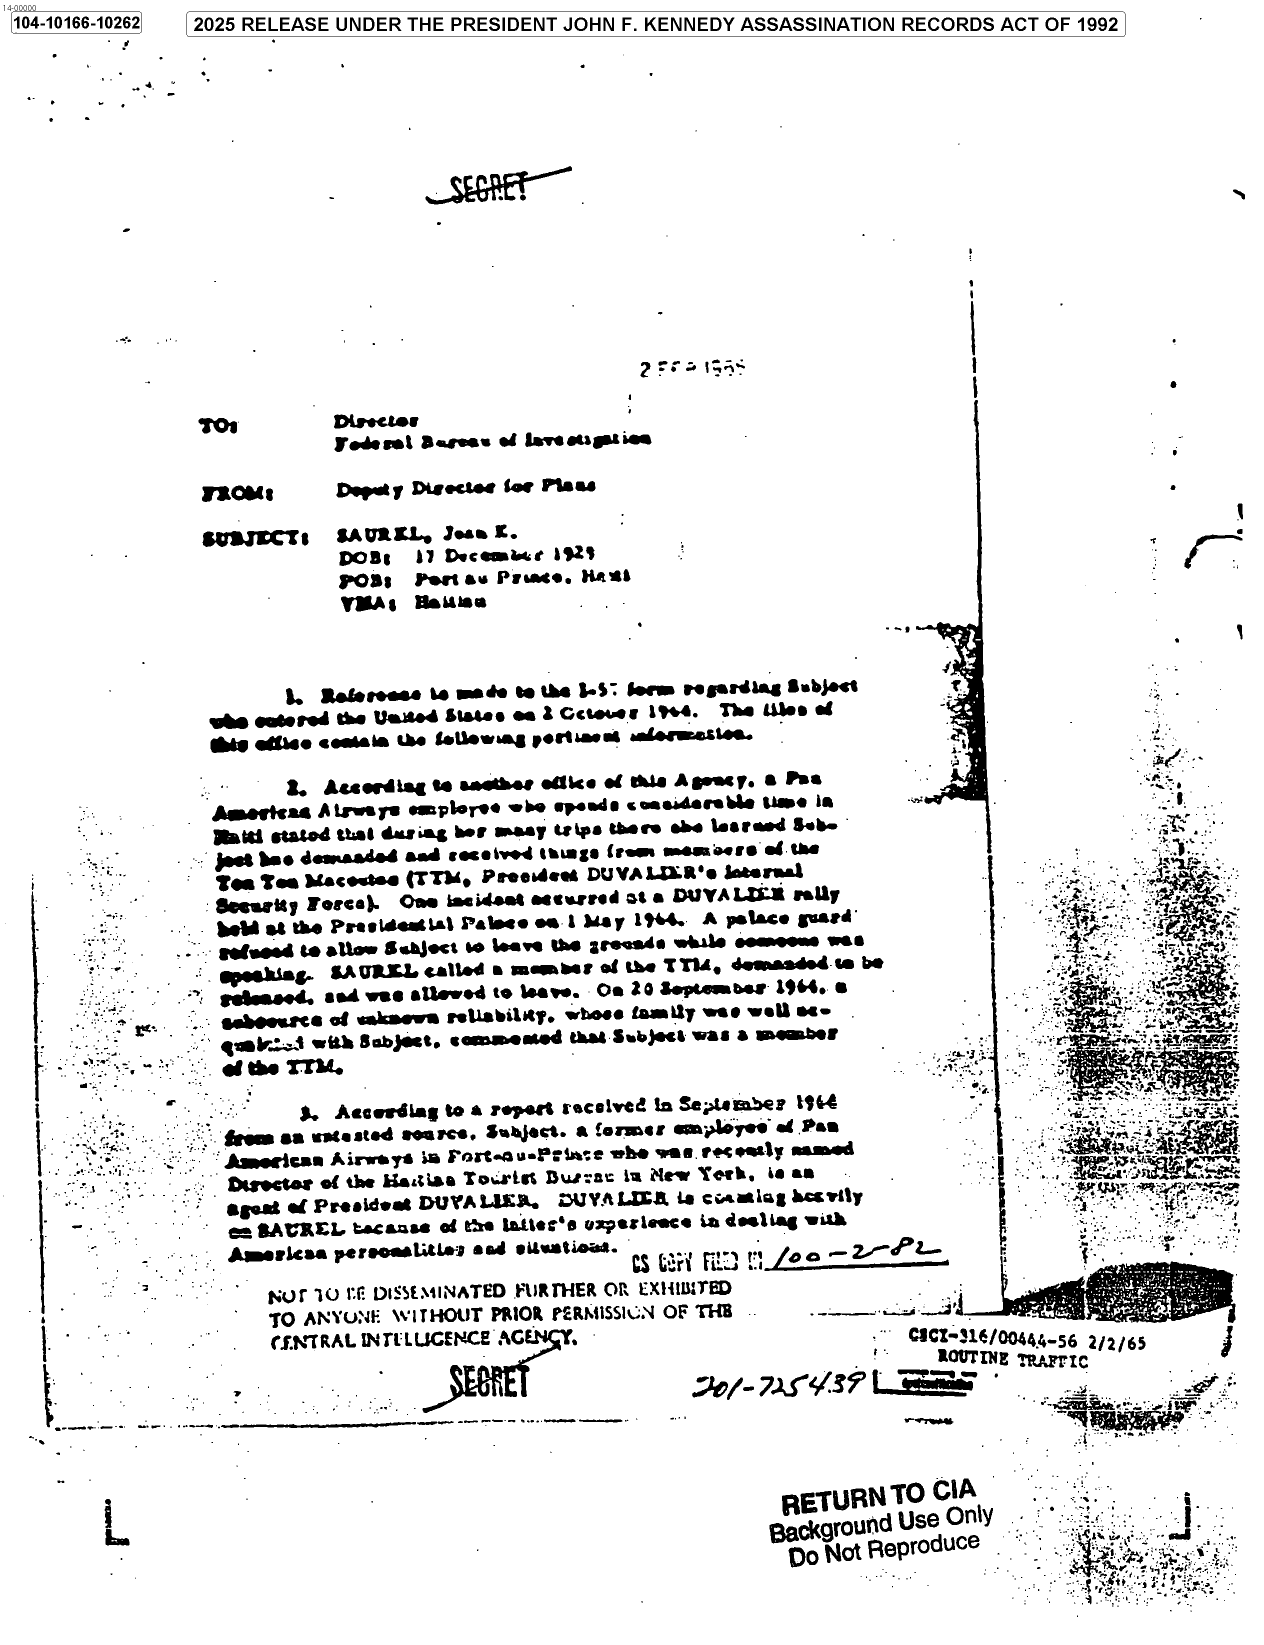 14-00000
104-10166-10262
2025 RELEASE UNDER THE PRESIDENT JOHN F. KENNEDY ASSASSINATION RECORDS ACT OF 1992
SECRET
TO: Director
Federal Bureau of Investigation
FROM: Deputy Director for Plans
SUBJECT: SAUREL, Jean K.
DOB: 17 December 1925
POB: Port au Prince, Haiti
Haitian
1. Reference is made to the form regarding Subject
who entered the United States on 2 October 1964. The files of
this office contain the following pertinent information.
2. According to another office of this Agency, a Pan
American Airways employee who spends considerable time in
Haiti stated that during her many trips there she learned Sub-
ject has demanded and received things from members of the
Ton Ton Macoutes (TTM, President DUVALIER's Internal
Security Force). One incident occurred at a DUVALIER rally
held at the Presidential Palace on 1 May 1964. A palace guard
refused to allow Subject to leave the grounds while someone was
speaking. SAUREL called a member of the TTM, demanded to be
released, and was allowed to leave. On 20 September 1964, a
subsource of unknown reliability, whose family was well ac-
quainted with Subject, commented that Subject was a member
of the TTM.
3. According to a report received in September 1964
from an untested source, Subject, a former employee of Pan
American Airways in Port-au-Prince who was recently named
Director of the Haitian Tourist Bureau in New York, is an
agent of President DUVALIER. DUVALIER is counting heavily
on SAUREL because of the latter's experience in dealing with
American personalities and situations.
CS COPY FILED IN 100-2-82
NOT TO BE DISSEMINATED FURTHER OR EXHIBITED
TO ANYONE WITHOUT PRIOR PERMISSION OF THE
CENTRAL INTELLIGENCE AGENCY.
CSCI-316/00444-56 2/2/65
ROUTINE TRAFFIC
SECRET
201-725439
RETURN TO CIA
Background Use Only
Do Not Reproduce